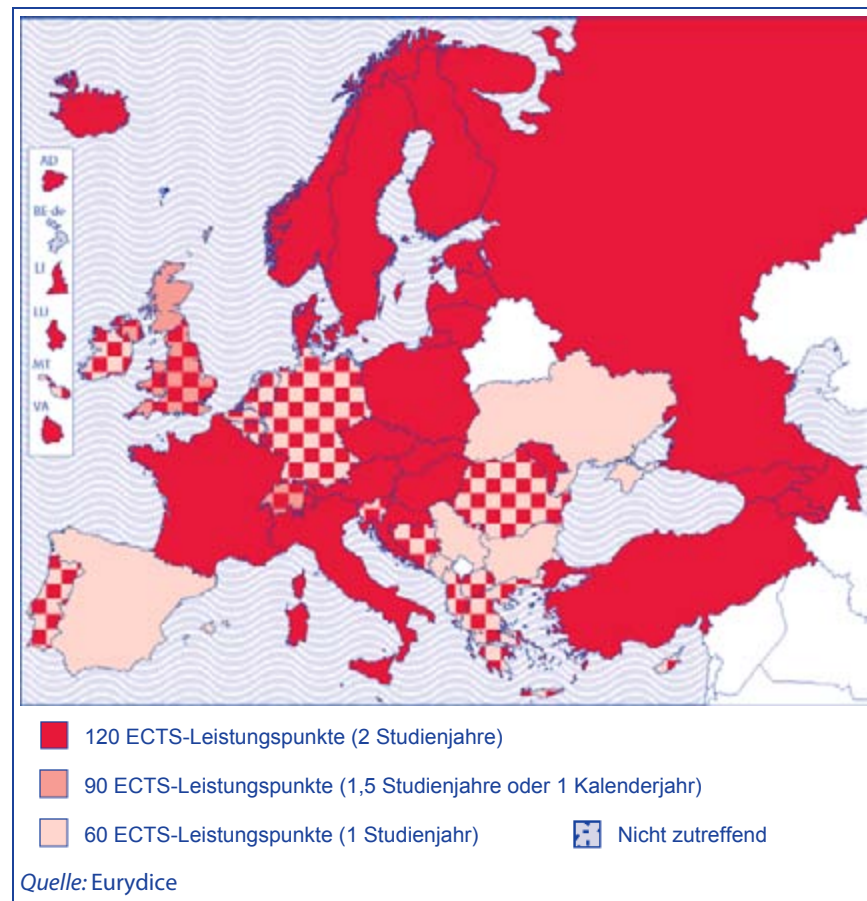 AD
BE-de
LI
LU
MT
VA
120 ECTS-Leistungspunkte (2 Studienjahre)
90 ECTS-Leistungspunkte (1,5 Studienjahre oder 1 Kalenderjahr)
60 ECTS-Leistungspunkte (1 Studienjahr) Nicht zutreffend
Quelle: Eurydice